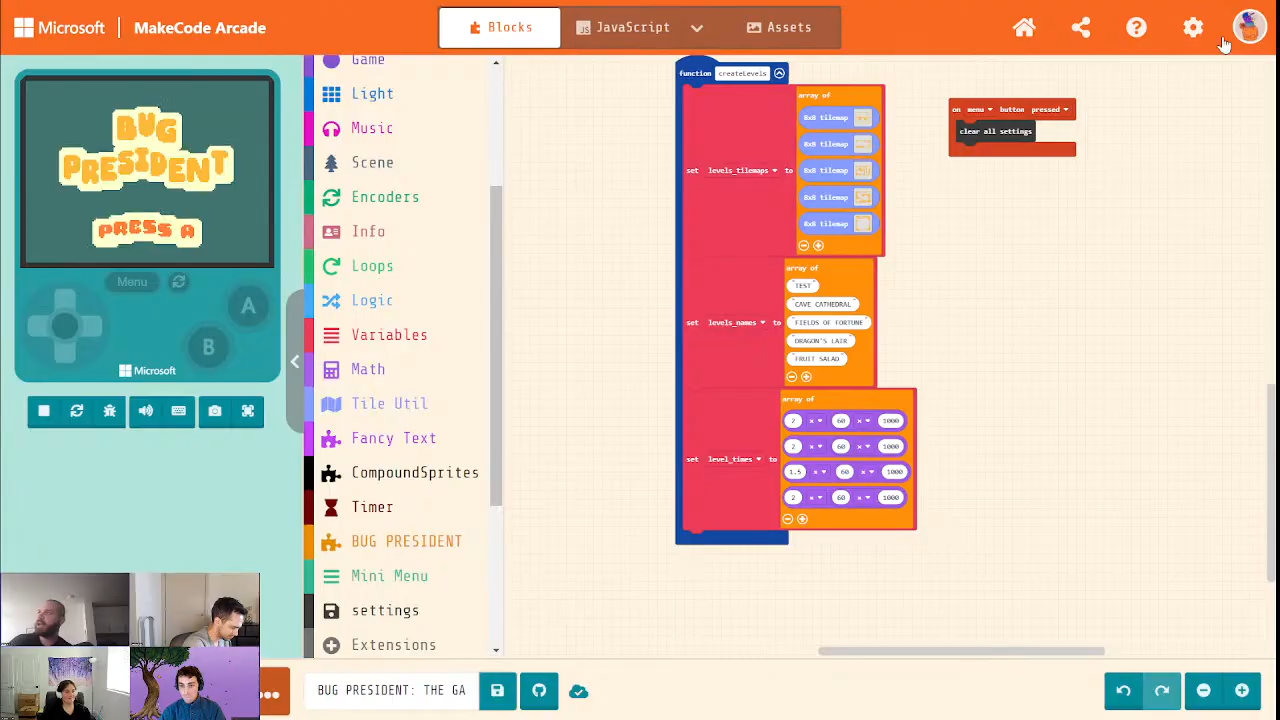 Microsoft | MakeCode Arcade
Blocks
JavaScript
Assets
BUG
PRESIDENT
PRESS A
Menu
A
B
Microsoft
Game
Light
Music
Scene
Encoders
Info
Loops
Logic
Variables
Math
Tile Util
Fancy Text
CompoundSprites
Timer
BUG PRESIDENT
Mini Menu
settings
Extensions
function createLevels
set levels_tilemaps to
array of
8x8 tilemap
8x8 tilemap
8x8 tilemap
8x8 tilemap
8x8 tilemap
set levels_names to
array of
"TEST"
"CAVE CATHEDRAL"
"FIELDS OF FORTUNE"
"DRAGON'S LAIR"
"FRUIT SALAD"
set level_times to
array of
2 x 60 x 1000
2 x 60 x 1000
1.5 x 60 x 1000
2 x 60 x 1000
on menu button pressed
clear all settings
BUG PRESIDENT: THE GA